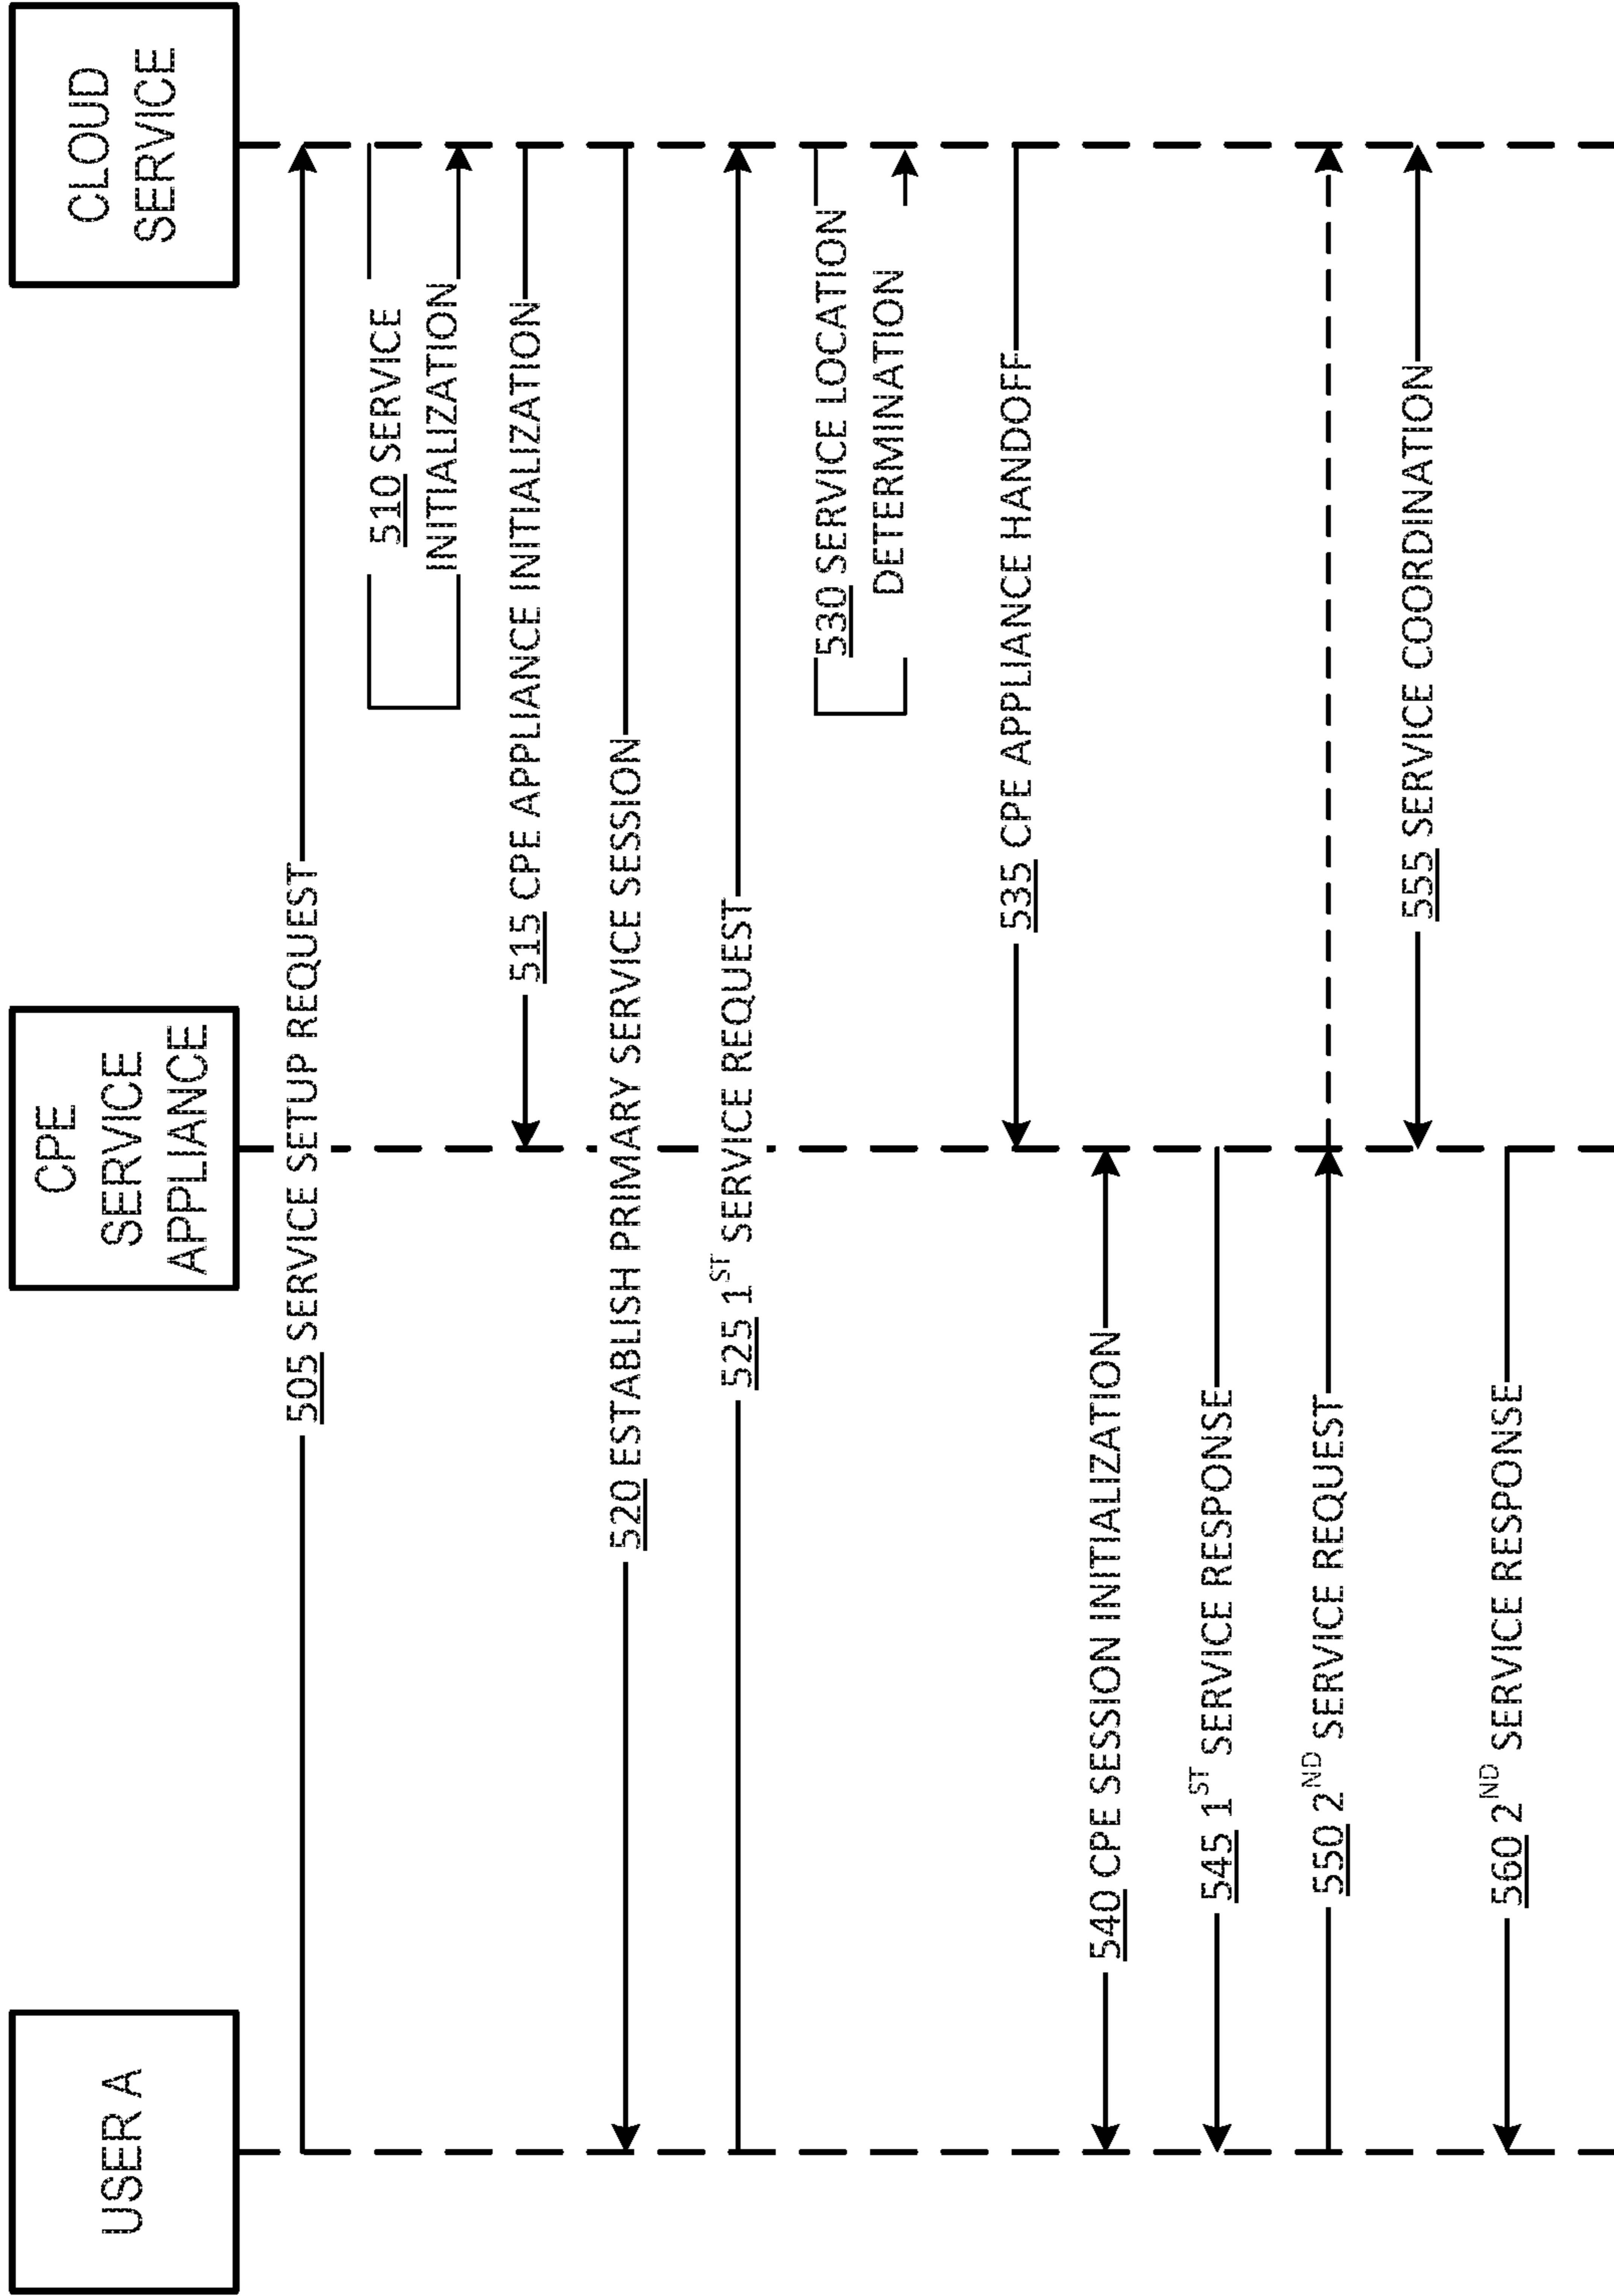 USER A
CPE
SERVICE
APPLIANCE
CLOUD
SERVICE
505 SERVICE SETUP REQUEST
510 SERVICE
INITIALIZATION
515 CPE APPLIANCE INITIALIZATION
520 ESTABLISH PRIMARY SERVICE SESSION
525 1ST SERVICE REQUEST
530 SERVICE LOCATION
DETERMINATION
535 CPE APPLIANCE HANDOFF
540 CPE SESSION INITIALIZATION
545 1ST SERVICE RESPONSE
550 2ND SERVICE REQUEST
555 SERVICE COORDINATION
560 2ND SERVICE RESPONSE